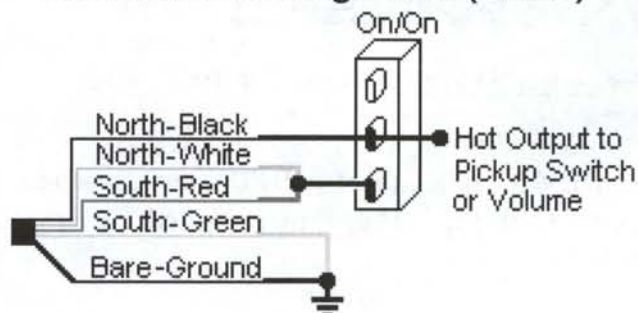 On/On
North-Black
North-White
South-Red
South-Green
Bare-Ground
Hot Output to
Pickup Switch
or Volume